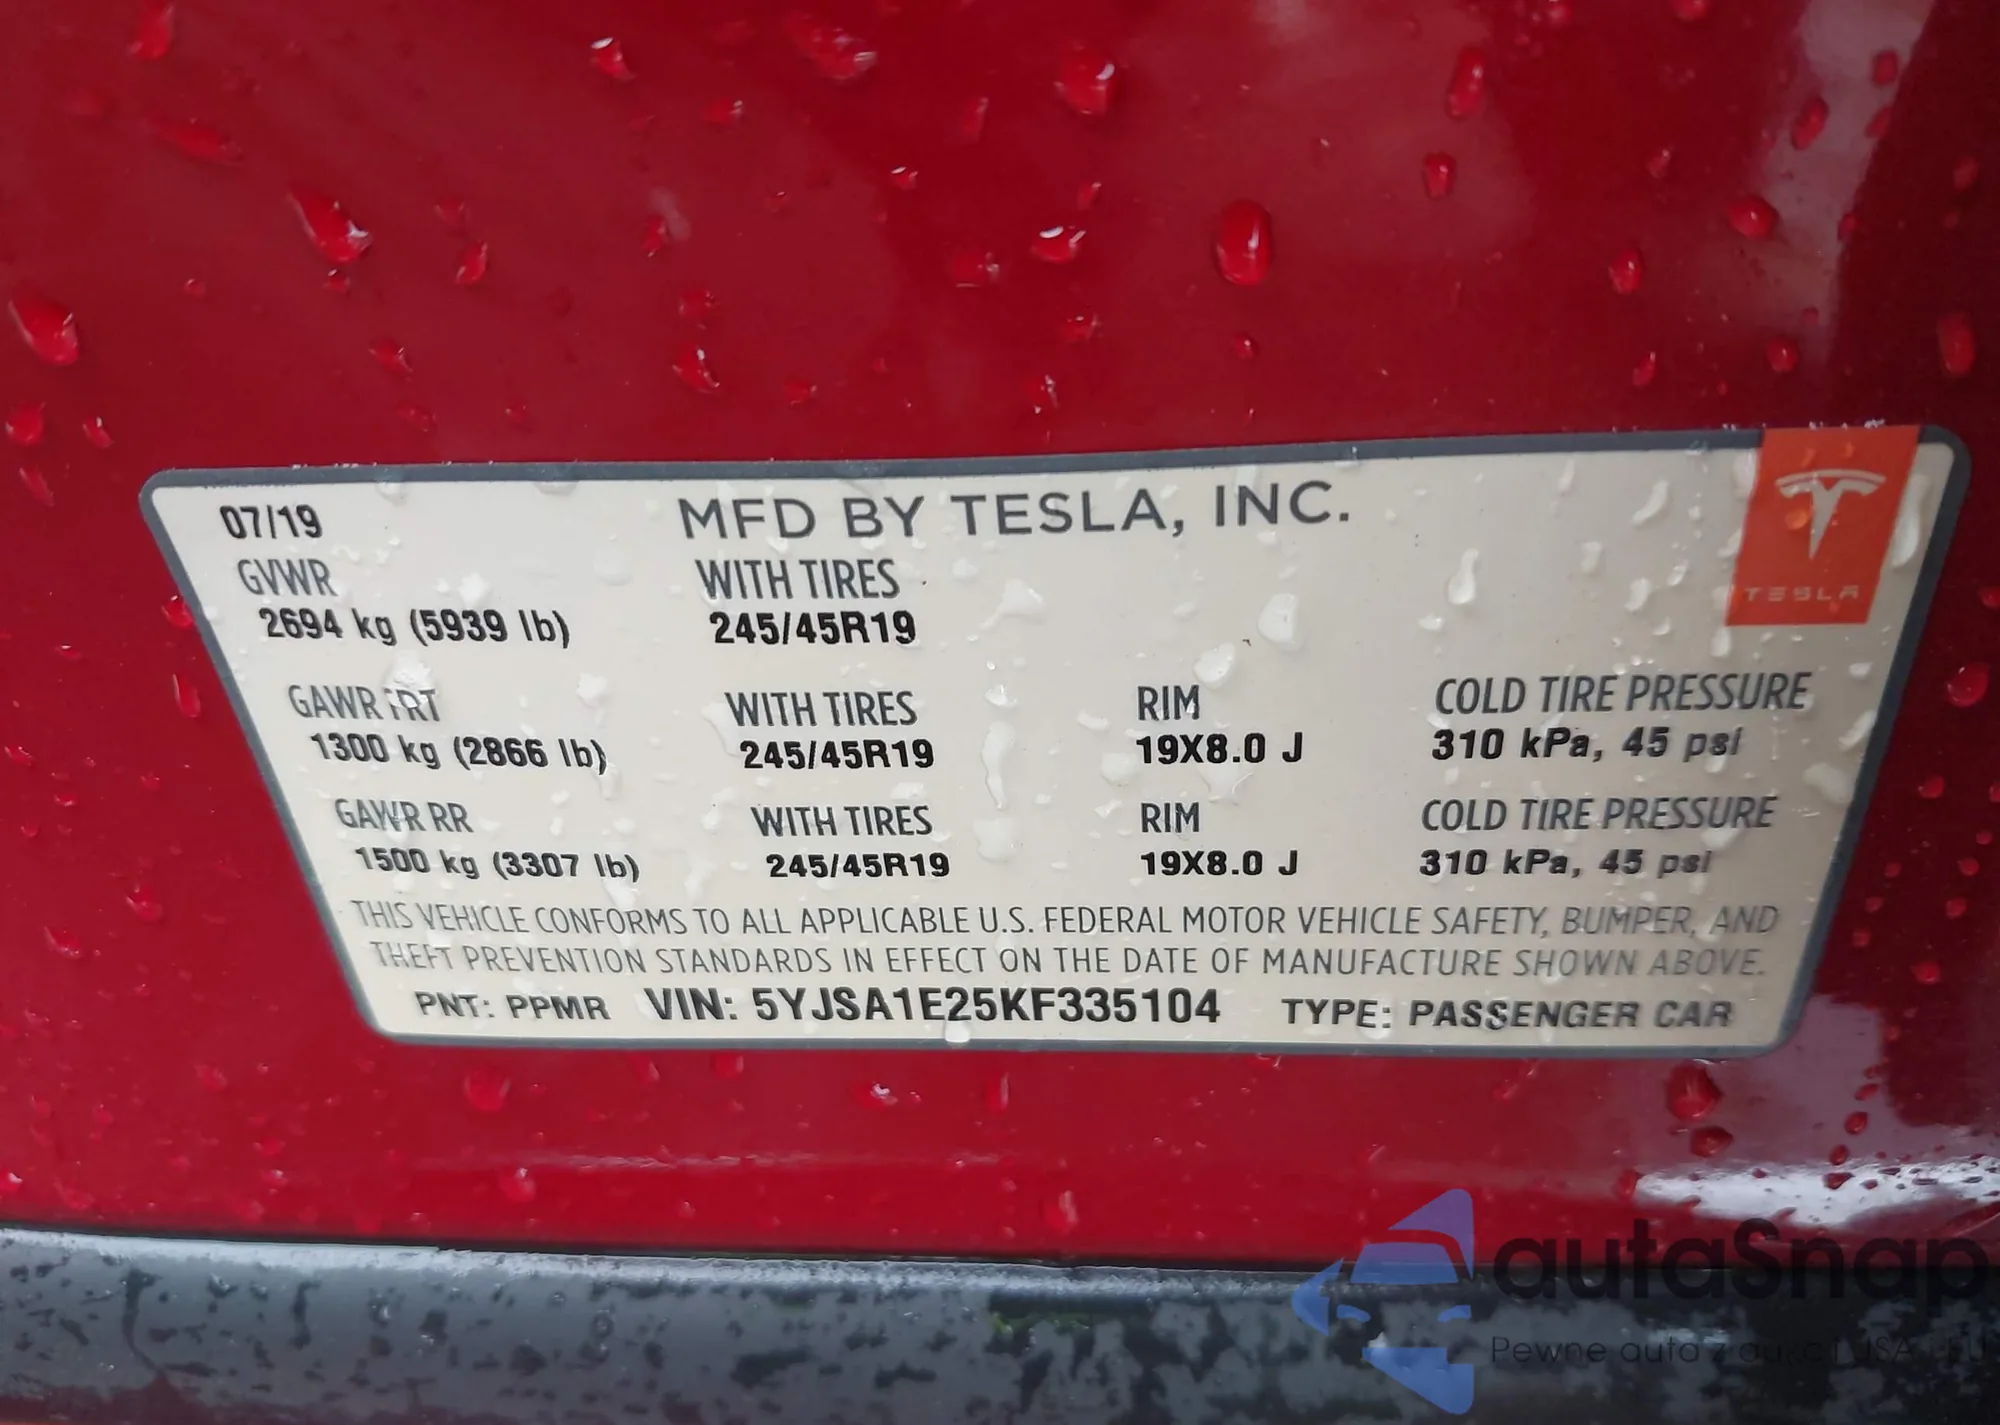 07/19 MFD BY TESLA, INC.
TESLA
GVWR WITH TIRES
2694 kg (5939 lb) 245/45R19
GAWR FRT WITH TIRES RIM COLD TIRE PRESSURE
1300 kg (2866 lb) 245/45R19 19X8.0 J 310 kPa, 45 psi
GAWR RR WITH TIRES RIM COLD TIRE PRESSURE
1500 kg (3307 lb) 245/45R19 19X8.0 J 310 kPa, 45 psi
THIS VEHICLE CONFORMS TO ALL APPLICABLE U.S. FEDERAL MOTOR VEHICLE SAFETY, BUMPER, AND
THEFT PREVENTION STANDARDS IN EFFECT ON THE DATE OF MANUFACTURE SHOWN ABOVE.
PNT: PPMR VIN: 5YJSA1E25KF335104 TYPE: PASSENGER CAR
autaSnap
Pewne auta z